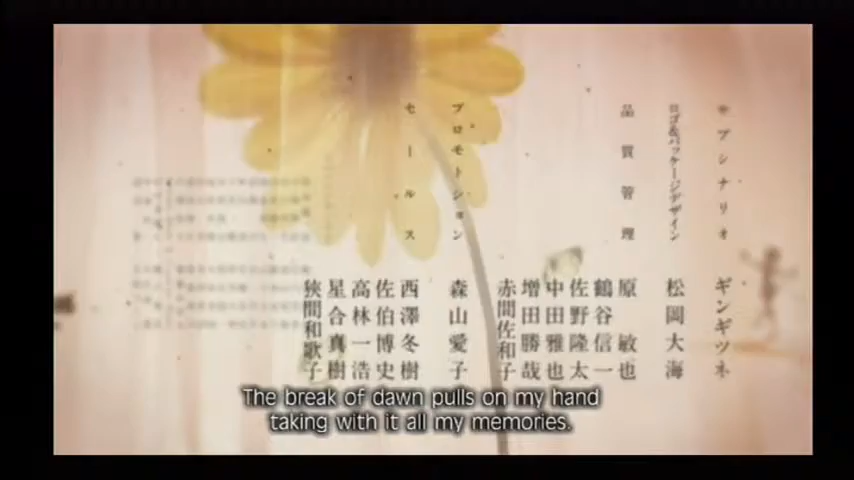 サブシナリオ
ギンギツネ
ロゴ&パッケージデザイン
松岡大海
品質管理
原 敏也
鶴谷信一
佐野隆太
中田雅也
増田勝哉
赤間佐和子
プロモーション
森山愛子
セールス
西澤冬樹
佐伯博史
高林一浩
星合真樹
狹間和歌子
The break of dawn pulls on my hand
taking with it all my memories.